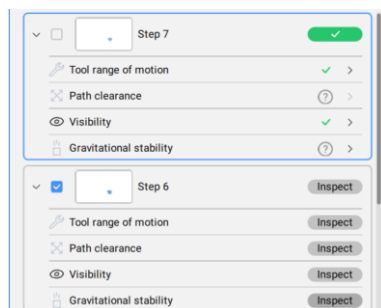 Step 7
Tool range of motion
Path clearance
?
Visibility
Gravitational stability
?
Step 6 Inspect
Tool range of motion Inspect
Path clearance Inspect
Visibility Inspect
Gravitational stability Inspect